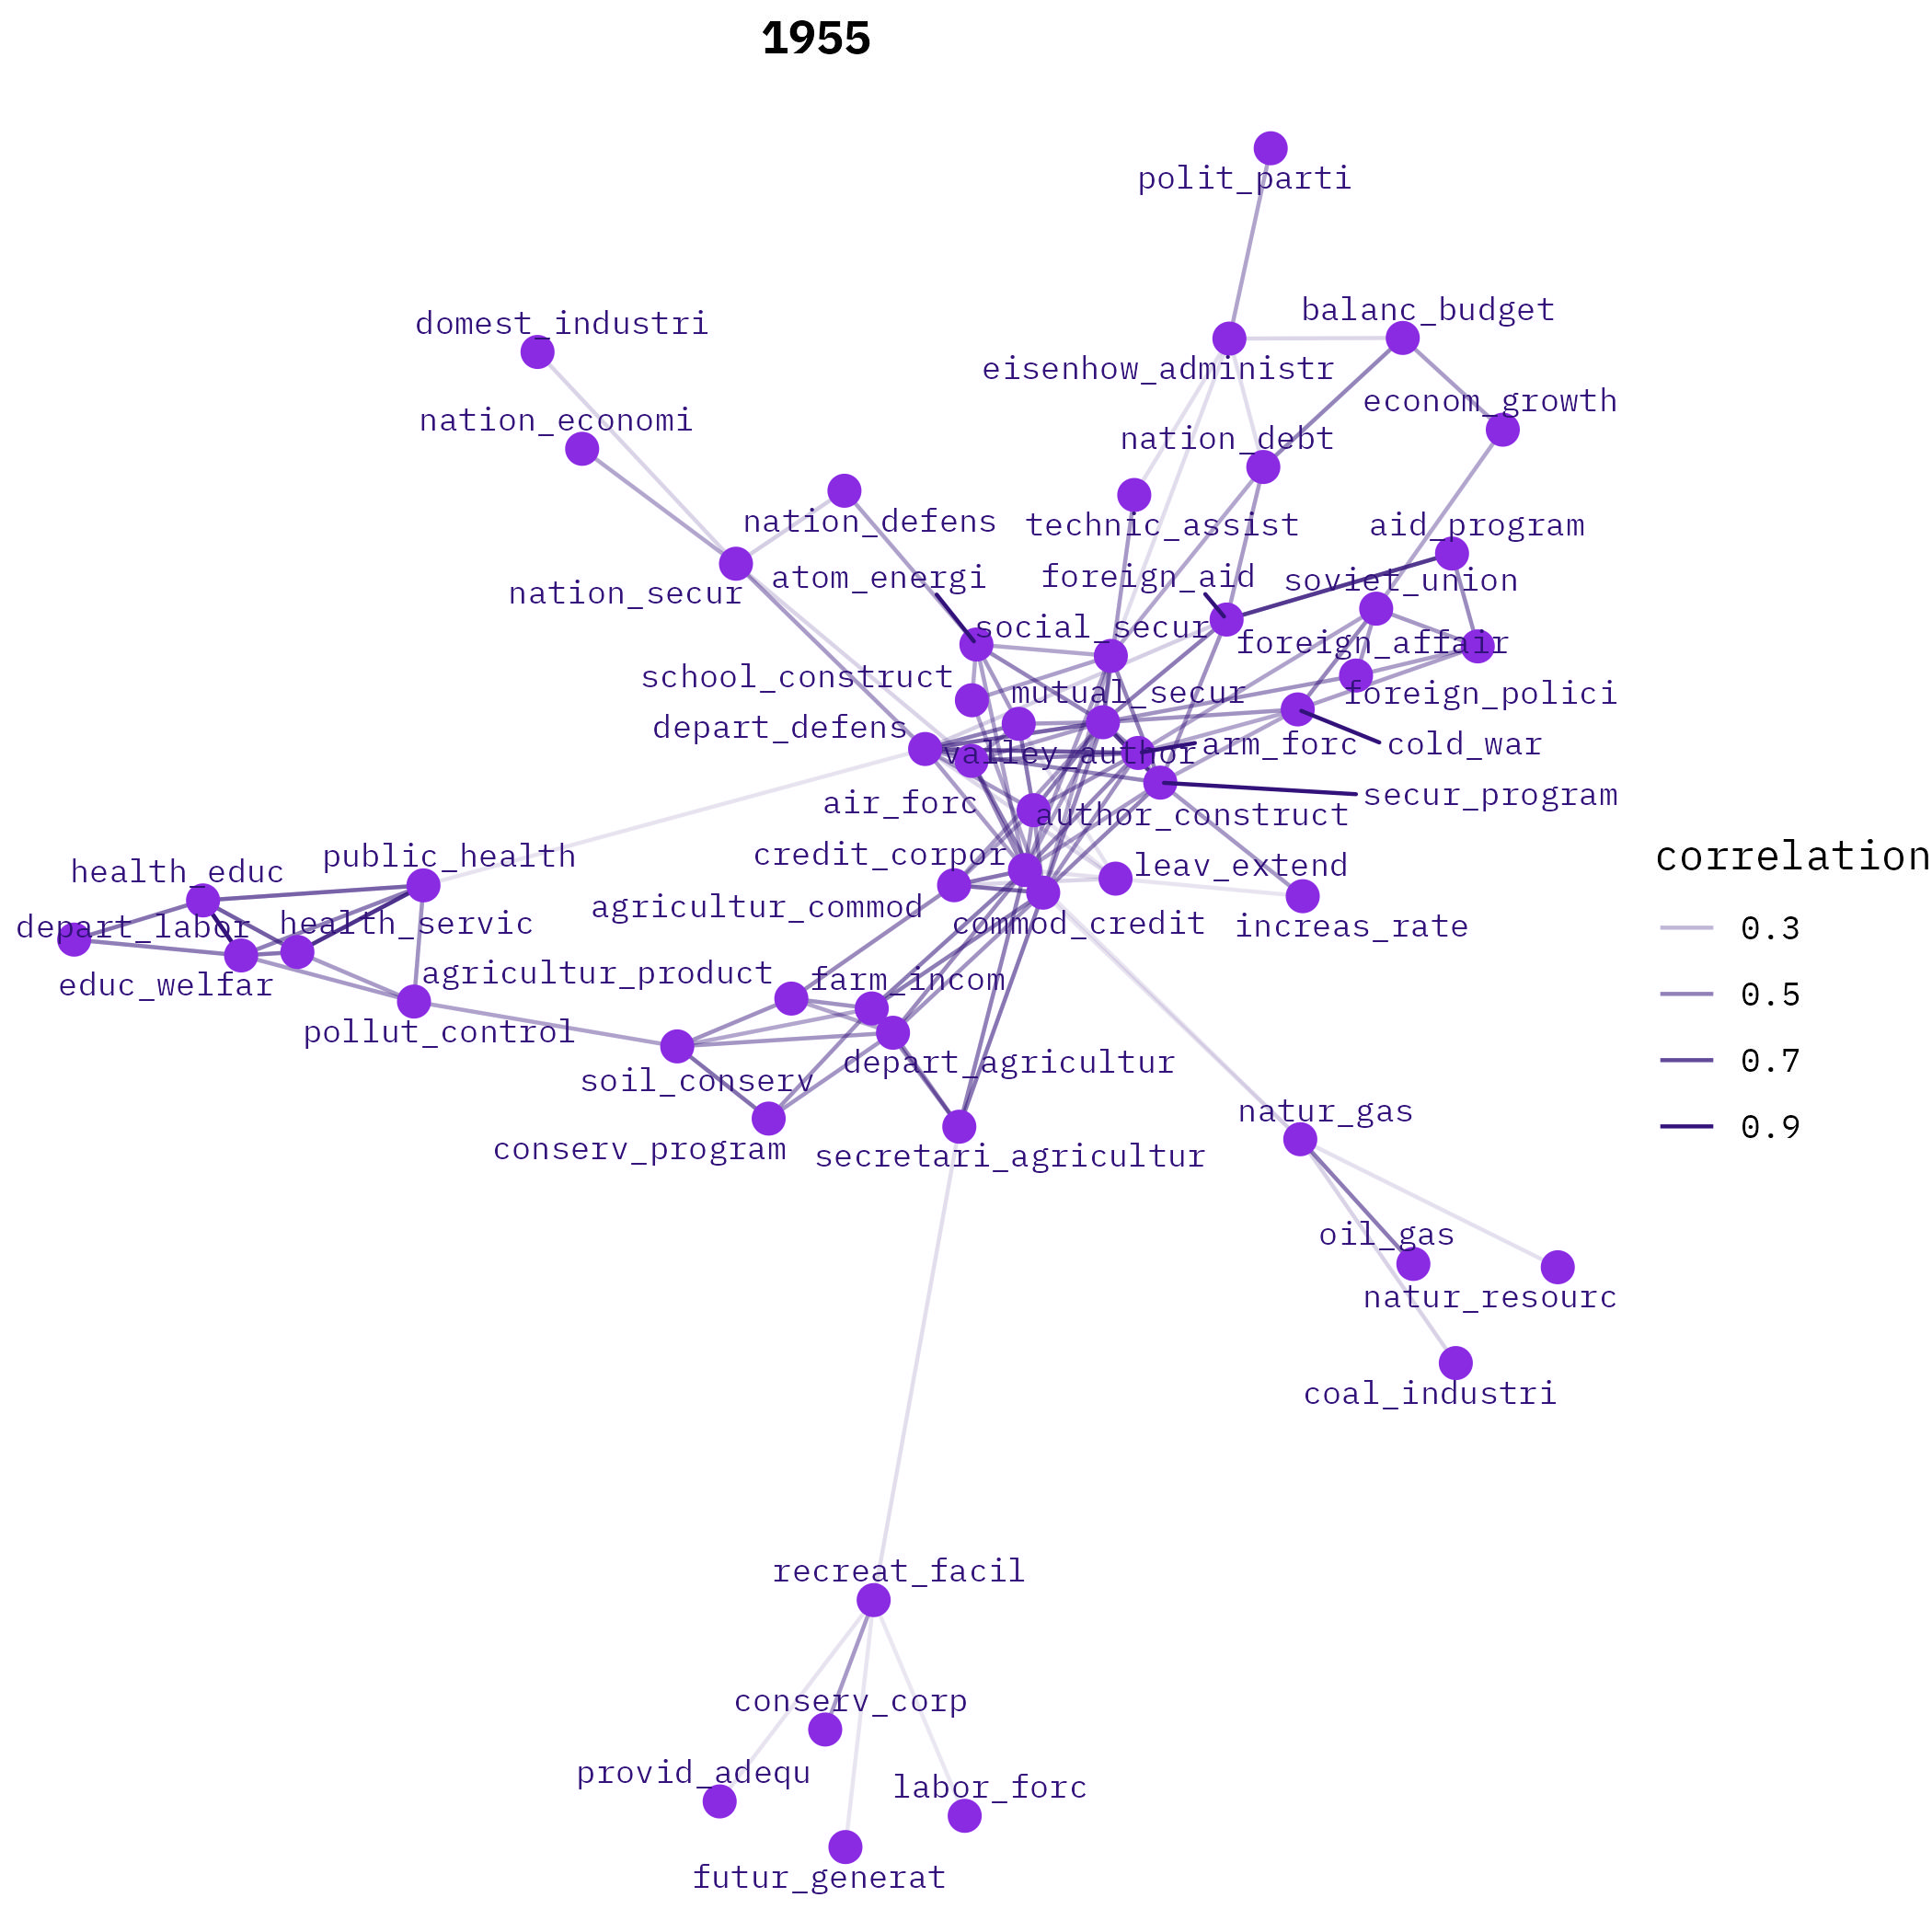 1955
polit_parti
balanc_budget
domest_industri
eisenhow_administr
econom_growth
nation_economi
nation_debt
nation_defens
technic_assist
aid_program
atom_energi
foreign_aid
soviet_union
nation_secur
social_secur
foreign_affair
school_construct
mutual_secur
foreign_polici
depart_defens
valley_author
arm_forc
cold_war
secur_program
air_forc
author_construct
credit_corpor
leav_extend
public_health
health_educ
agricultur_commod
commod_credit
increas_rate
depart_labor
health_servic
agricultur_product
farm_incom
educ_welfar
pollut_control
depart_agricultur
soil_conserv
conserv_program
secretari_agricultur
natur_gas
oil_gas
natur_resourc
coal_industri
recreat_facil
conserv_corp
provid_adequ
labor_forc
futur_generat
correlation
0.3
0.5
0.7
0.9